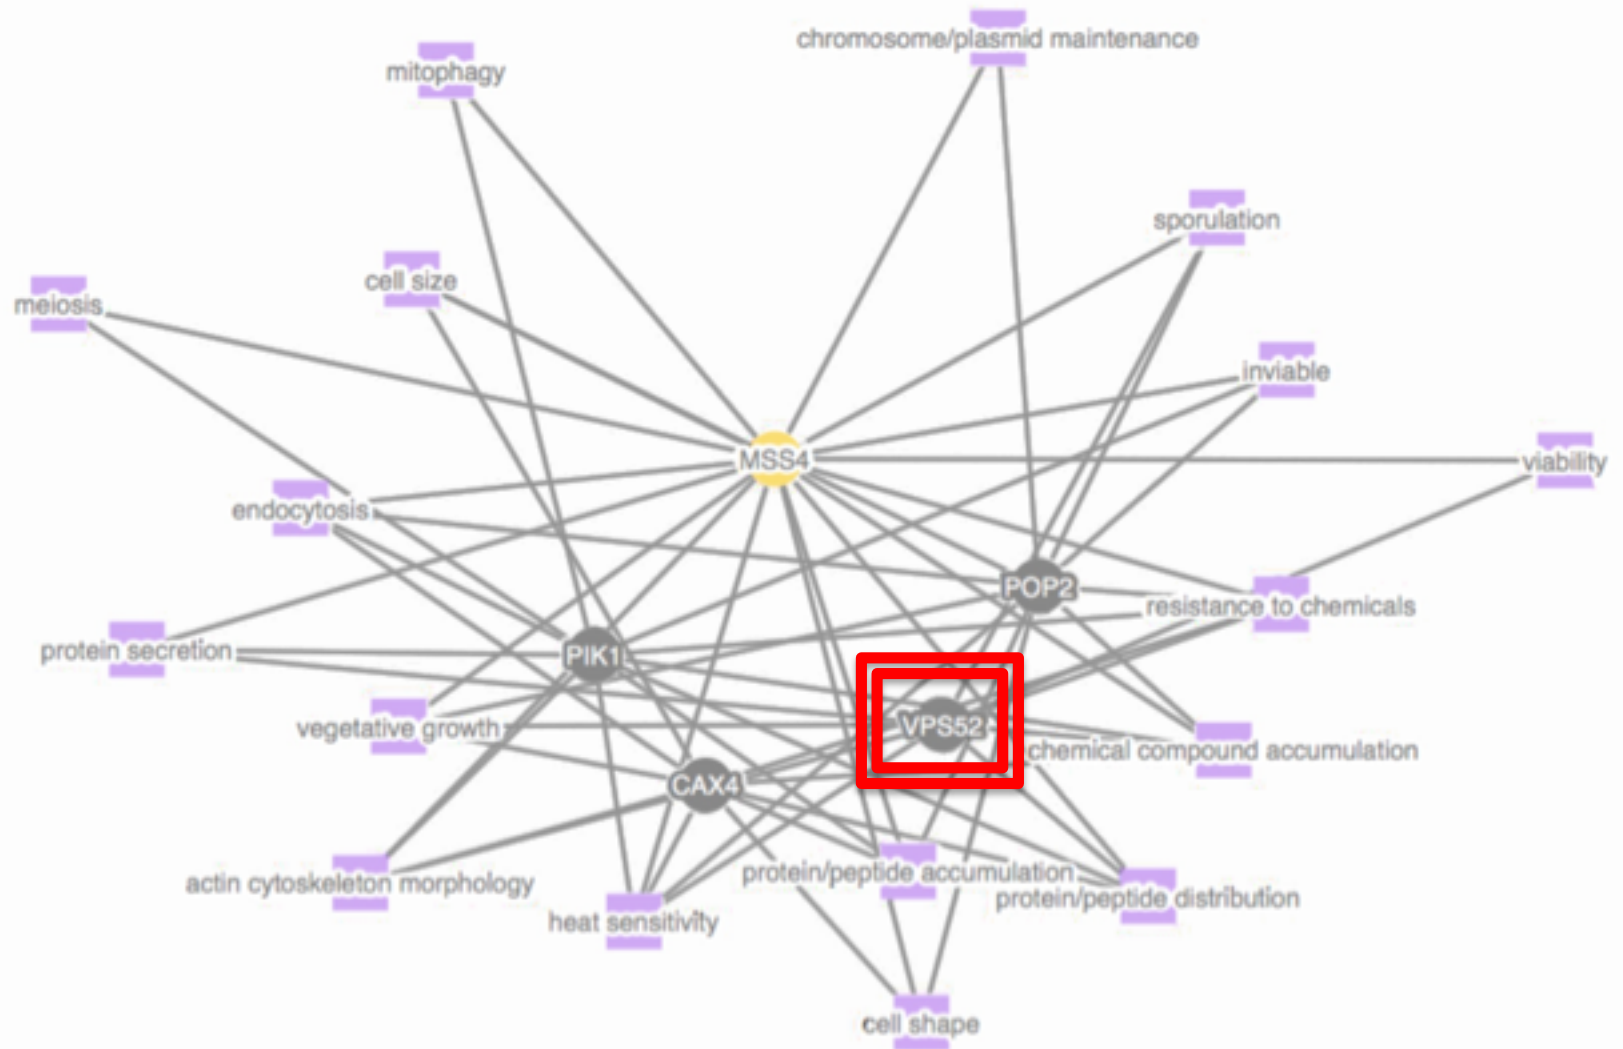 chromosome/plasmid maintenance
mitophagy
sporulation
cell size
meiosis
inviable
MSS4
viability
endocytosis
POP2
resistance to chemicals
protein secretion
PIK1
vegetative growth
VPS52
chemical compound accumulation
CAX4
protein/peptide accumulation
actin cytoskeleton morphology
protein/peptide distribution
heat sensitivity
cell shape